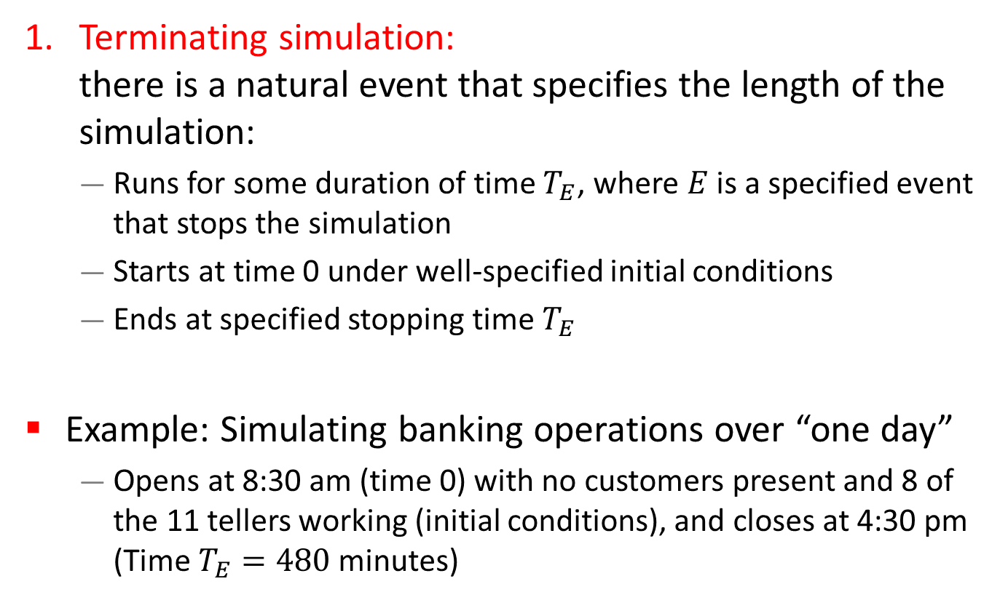 1. Terminating simulation:
there is a natural event that specifies the length of the
simulation:
— Runs for some duration of time T_E, where E is a specified event
that stops the simulation
— Starts at time 0 under well-specified initial conditions
— Ends at specified stopping time T_E
▪ Example: Simulating banking operations over “one day”
— Opens at 8:30 am (time 0) with no customers present and 8 of
the 11 tellers working (initial conditions), and closes at 4:30 pm
(Time T_E = 480 minutes)